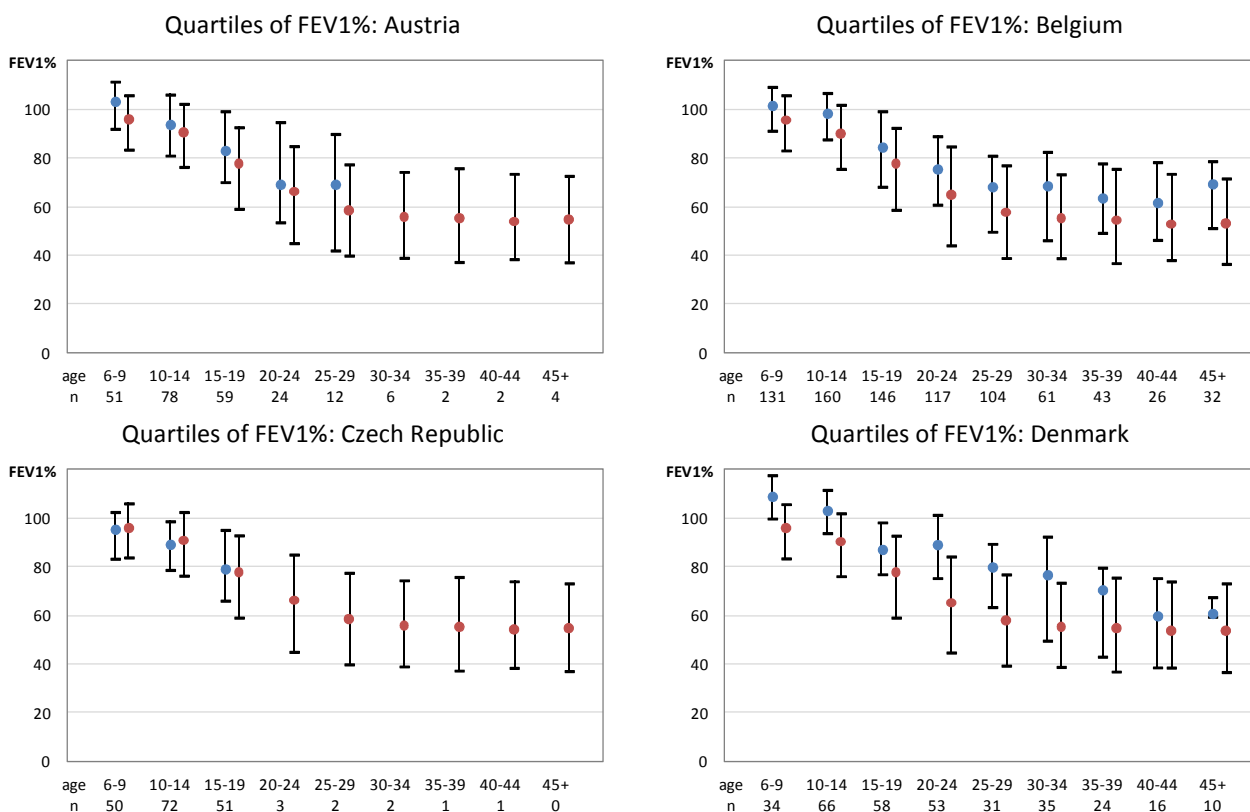 Quartiles of FEV1%: Austria
FEV1%
100
80
60
40
20
0
age 6-9 10-14 15-19 20-24 25-29 30-34 35-39 40-44 45+
n 51 78 59 24 12 6 2 2 4
Quartiles of FEV1%: Belgium
FEV1%
100
80
60
40
20
0
age 6-9 10-14 15-19 20-24 25-29 30-34 35-39 40-44 45+
n 131 160 146 117 104 61 43 26 32
Quartiles of FEV1%: Czech Republic
FEV1%
100
80
60
40
20
0
age 6-9 10-14 15-19 20-24 25-29 30-34 35-39 40-44 45+
n 50 72 51 3 2 2 1 1 0
Quartiles of FEV1%: Denmark
FEV1%
100
80
60
40
20
0
age 6-9 10-14 15-19 20-24 25-29 30-34 35-39 40-44 45+
n 34 66 58 53 31 35 24 16 10